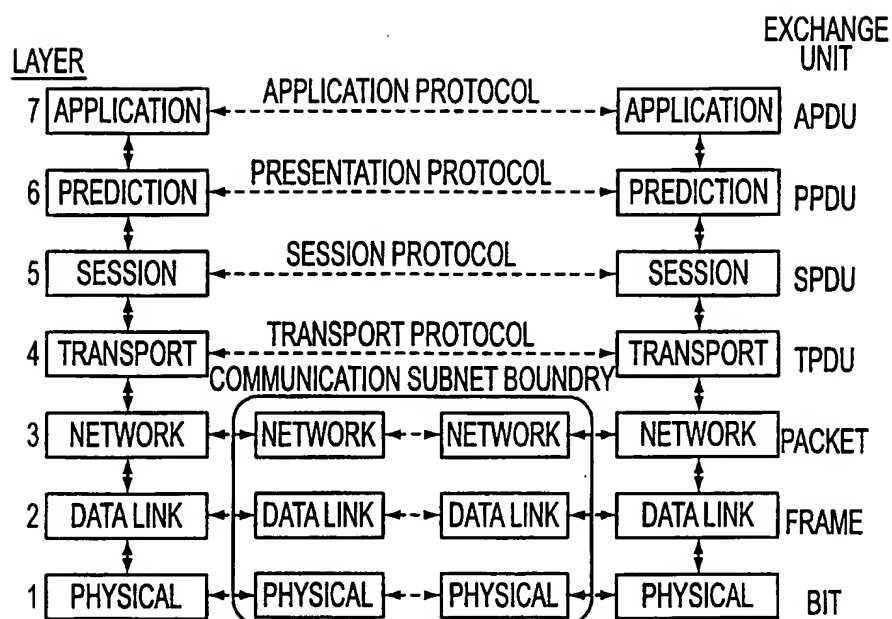 EXCHANGE
UNIT
LAYER
7 APPLICATION APPLICATION PROTOCOL APPLICATION APDU
6 PREDICTION PRESENTATION PROTOCOL PREDICTION PPDU
5 SESSION SESSION PROTOCOL SESSION SPDU
4 TRANSPORT TRANSPORT PROTOCOL TRANSPORT TPDU
COMMUNICATION SUBNET BOUNDRY
3 NETWORK NETWORK NETWORK NETWORK PACKET
2 DATA LINK DATA LINK DATA LINK DATA LINK FRAME
1 PHYSICAL PHYSICAL PHYSICAL PHYSICAL BIT